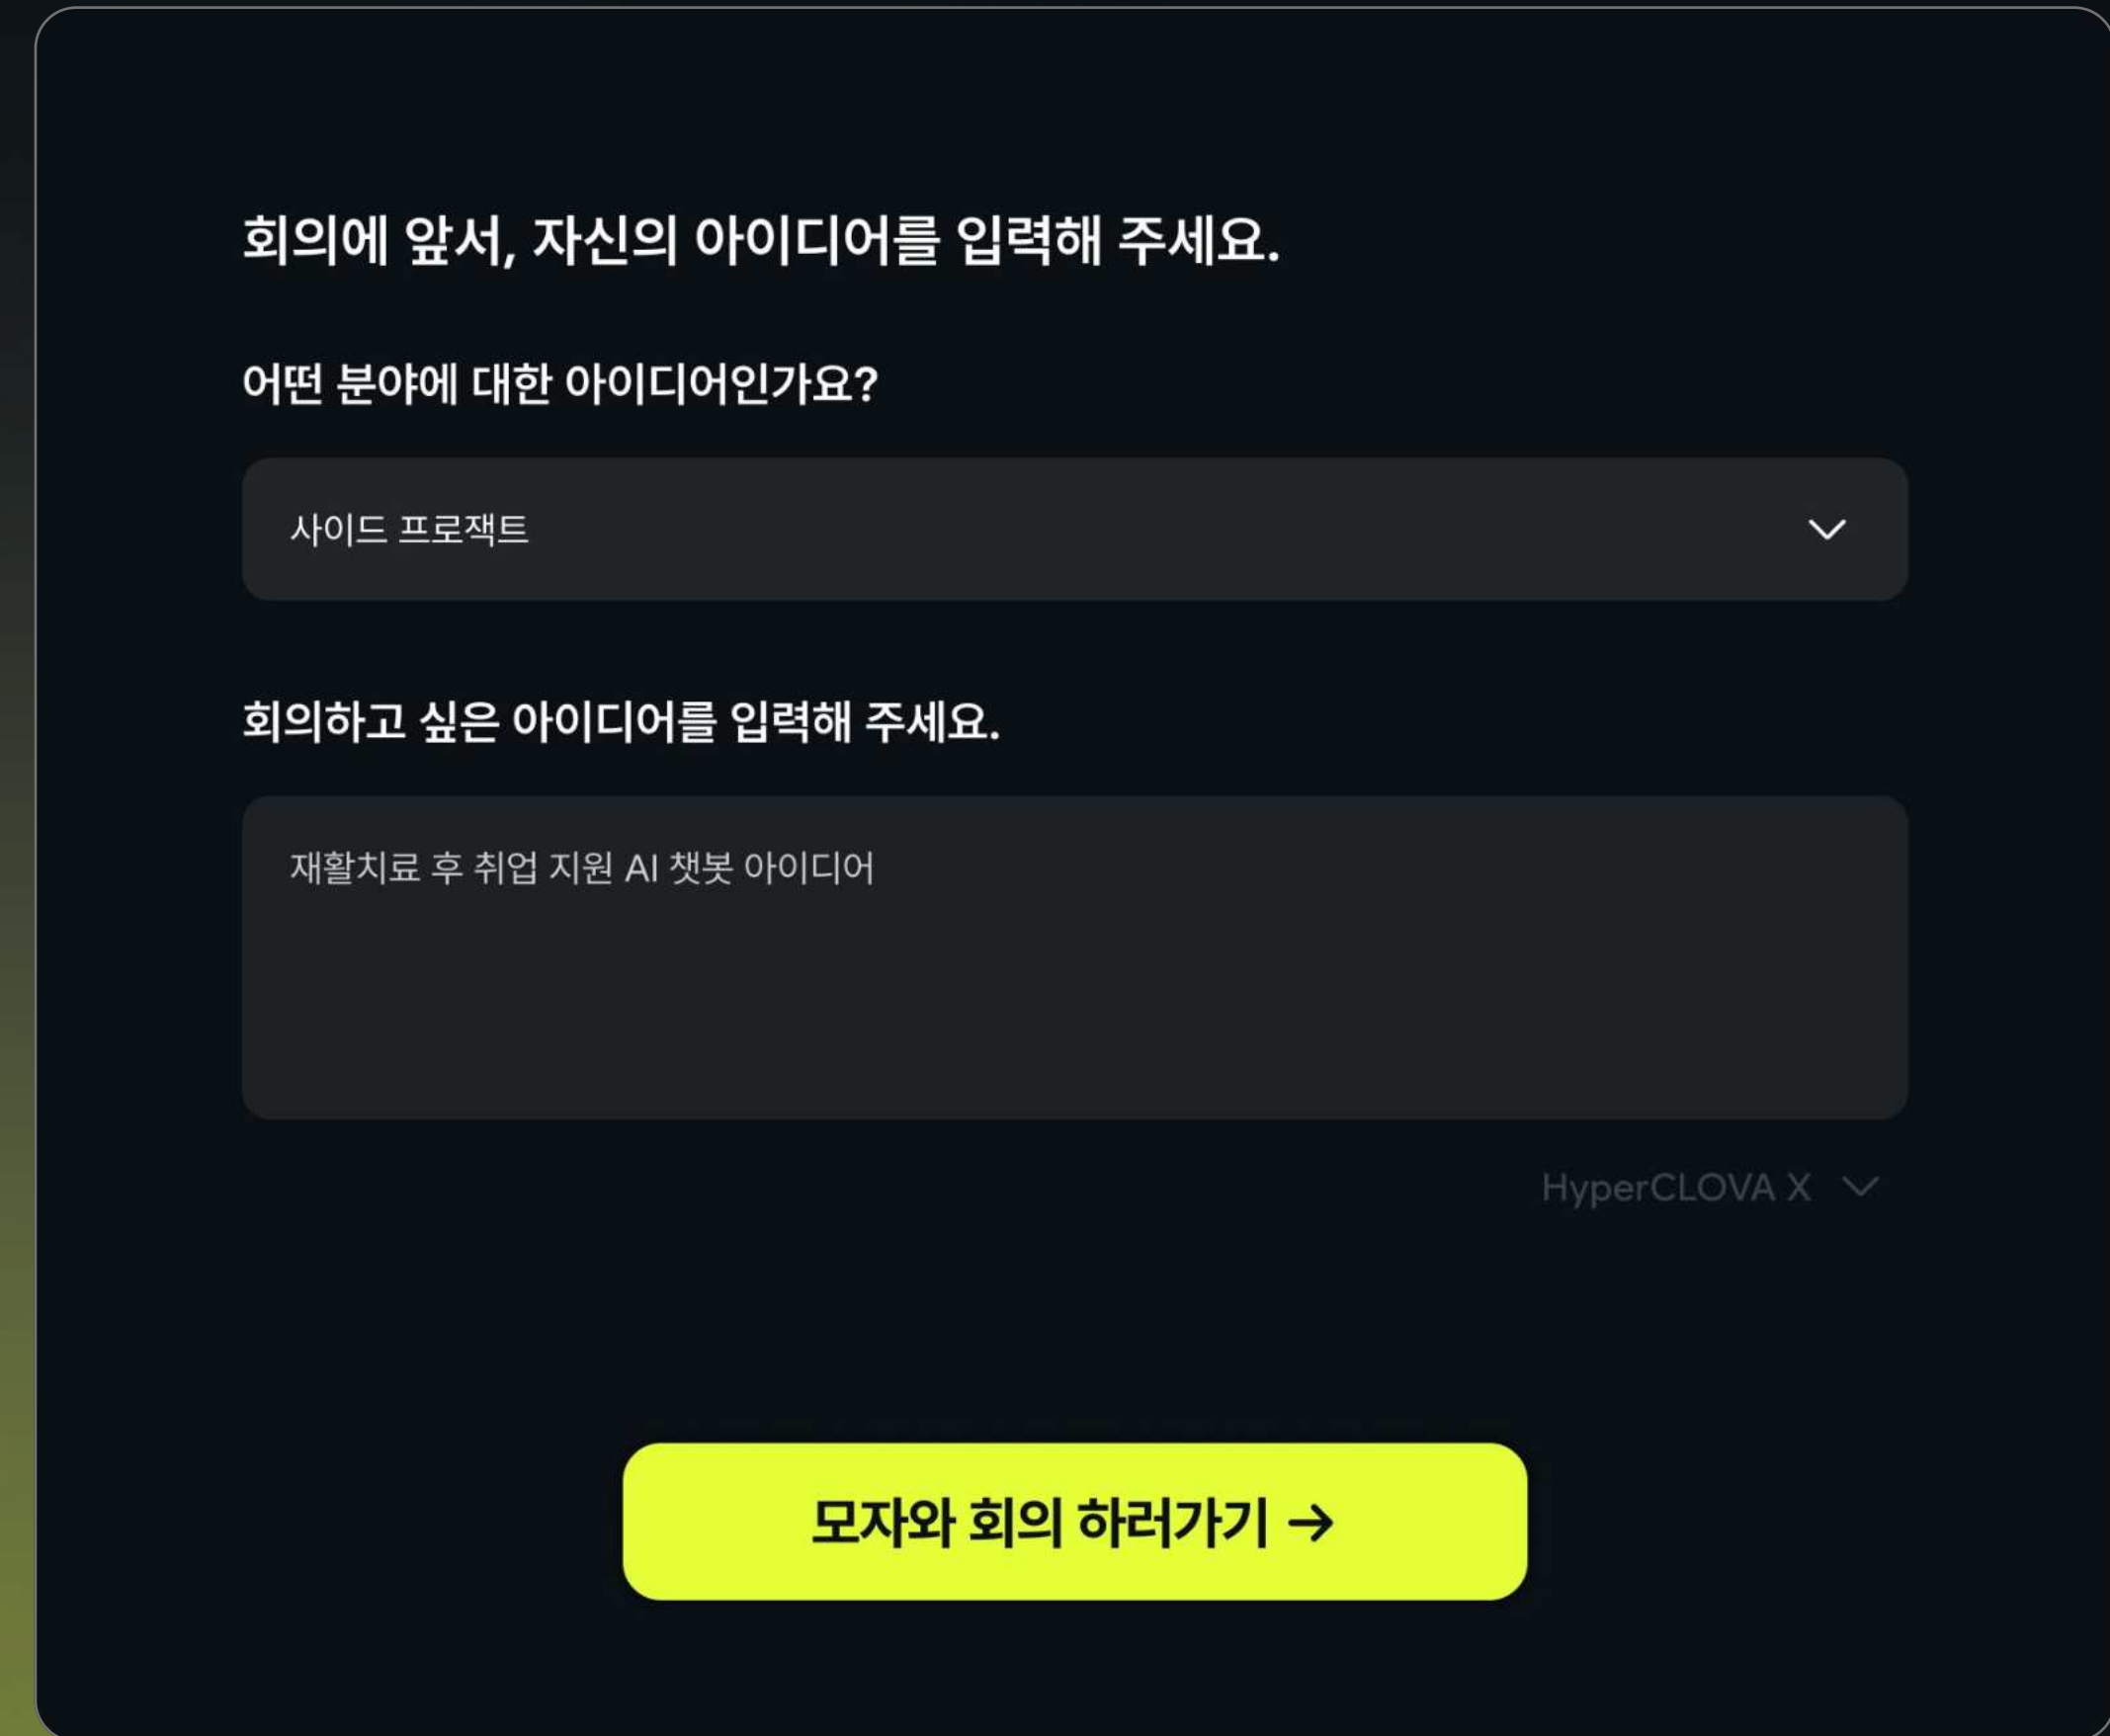 회의에 앞서, 자신의 아이디어를 입력해 주세요.
어떤 분야에 대한 아이디어인가요?
사이드 프로잭트
회의하고 싶은 아이디어를 입력해 주세요.
재활치료 후 취업 지원 AI 챗봇 아이디어
HyperCLOVA X
모자와 회의 하러가기 →